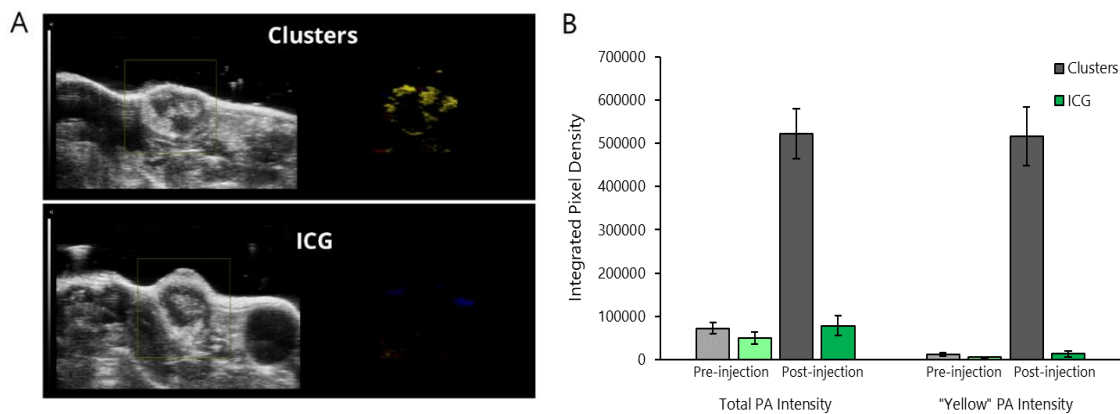 A
Clusters
ICG
B
Integrated Pixel Density
700000
600000
500000
400000
300000
200000
100000
0
Clusters
ICG
Pre-injection Post-injection Pre-injection Post-injection
Total PA Intensity "Yellow" PA Intensity